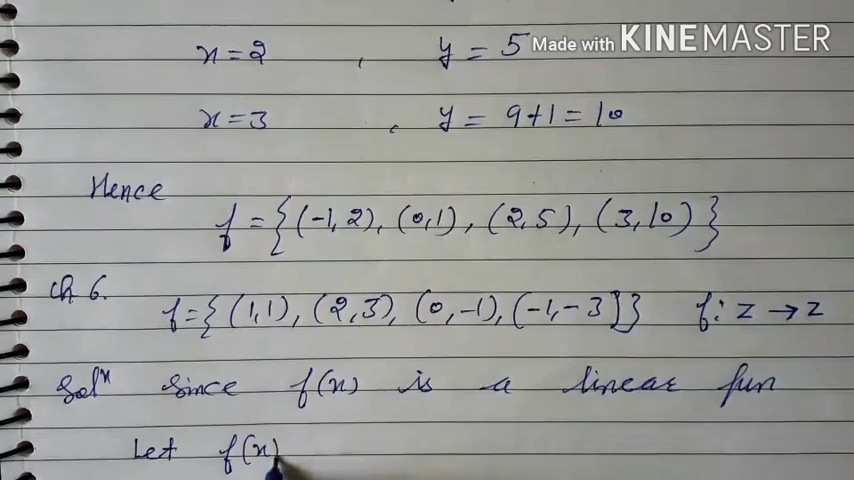 x = 2 , y = 5
Made with KINEMASTER
x = 3 , y = 9+1 = 10
Hence
f = {(-1, 2), (0, 1), (2, 5), (3, 10)}
6.
f = {(1, 1), (2, 3), (0, -1), (-1, -3)} f: Z → Z
Solⁿ Since f(x) is a linear fun
Let f(x)